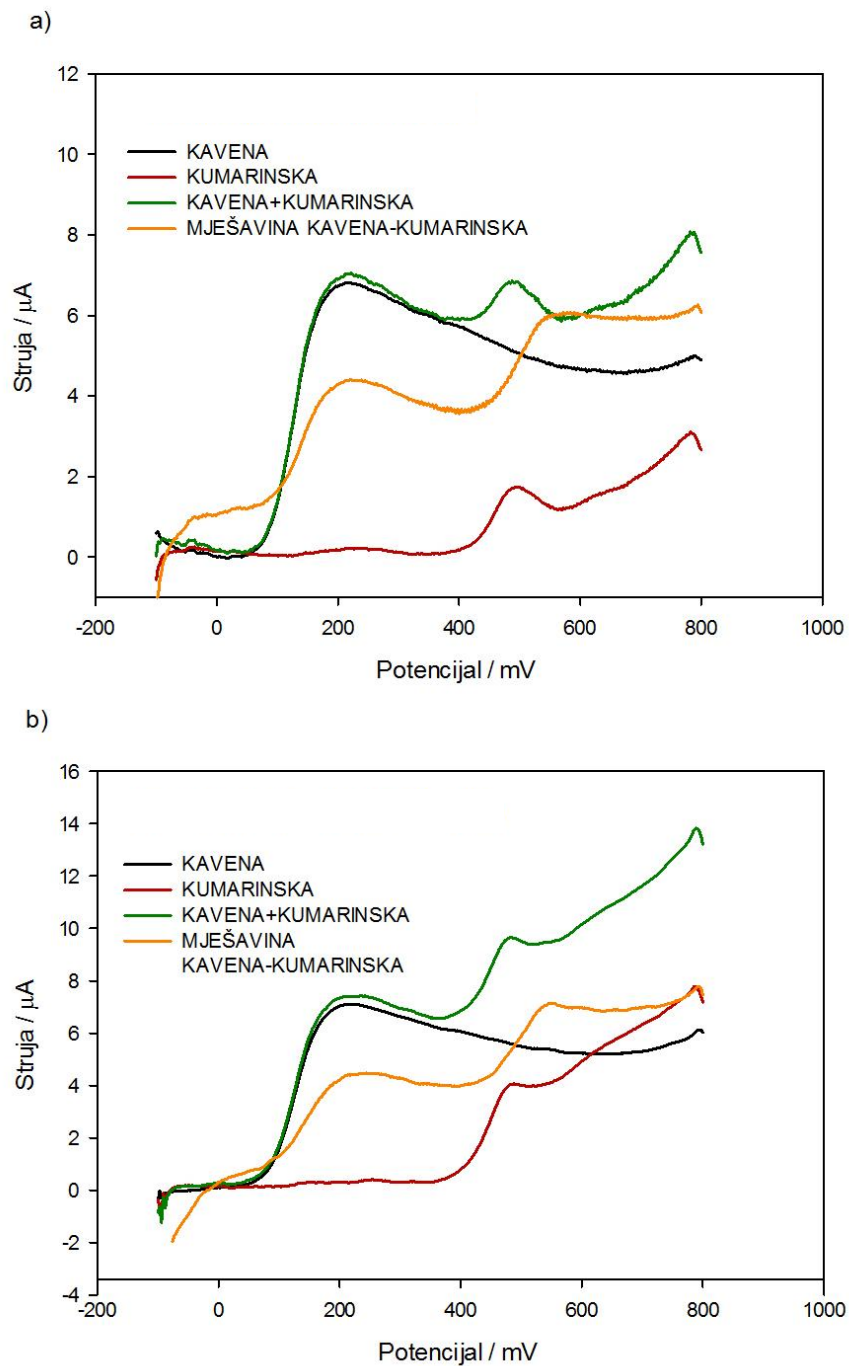 a)
12
10
8
6
4
2
0
Struja / μA
KAVENA
KUMARINSKA
KAVENA+KUMARINSKA
MJEŠAVINA KAVENA-KUMARINSKA
-200 0 200 400 600 800 1000
Potencijal / mV
b)
16
14
12
10
8
6
4
2
0
-2
-4
Struja / μA
KAVENA
KUMARINSKA
KAVENA+KUMARINSKA
MJEŠAVINA
KAVENA-KUMARINSKA
-200 0 200 400 600 800 1000
Potencijal / mV